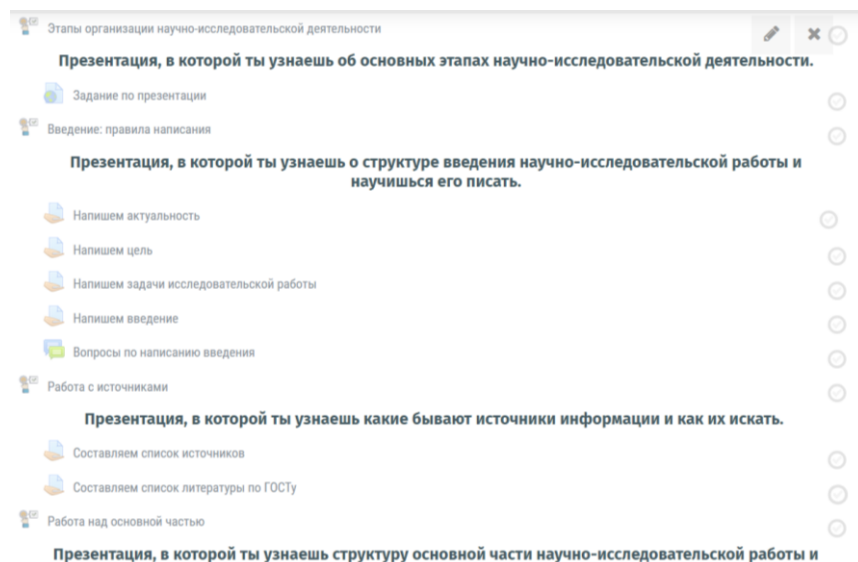 Этапы организации научно-исследовательской деятельности
Презентация, в которой ты узнаешь об основных этапах научно-исследовательской деятельности.
Задание по презентации
Введение: правила написания
Презентация, в которой ты узнаешь о структуре введения научно-исследовательской работы и
научишься его писать.
Напишем актуальность
Напишем цель
Напишем задачи исследовательской работы
Напишем введение
Вопросы по написанию введения
Работа с источниками
Презентация, в которой ты узнаешь какие бывают источники информации и как их искать.
Составляем список источников
Составляем список литературы по ГОСТу
Работа над основной частью
Презентация, в которой ты узнаешь структуру основной части научно-исследовательской работы и